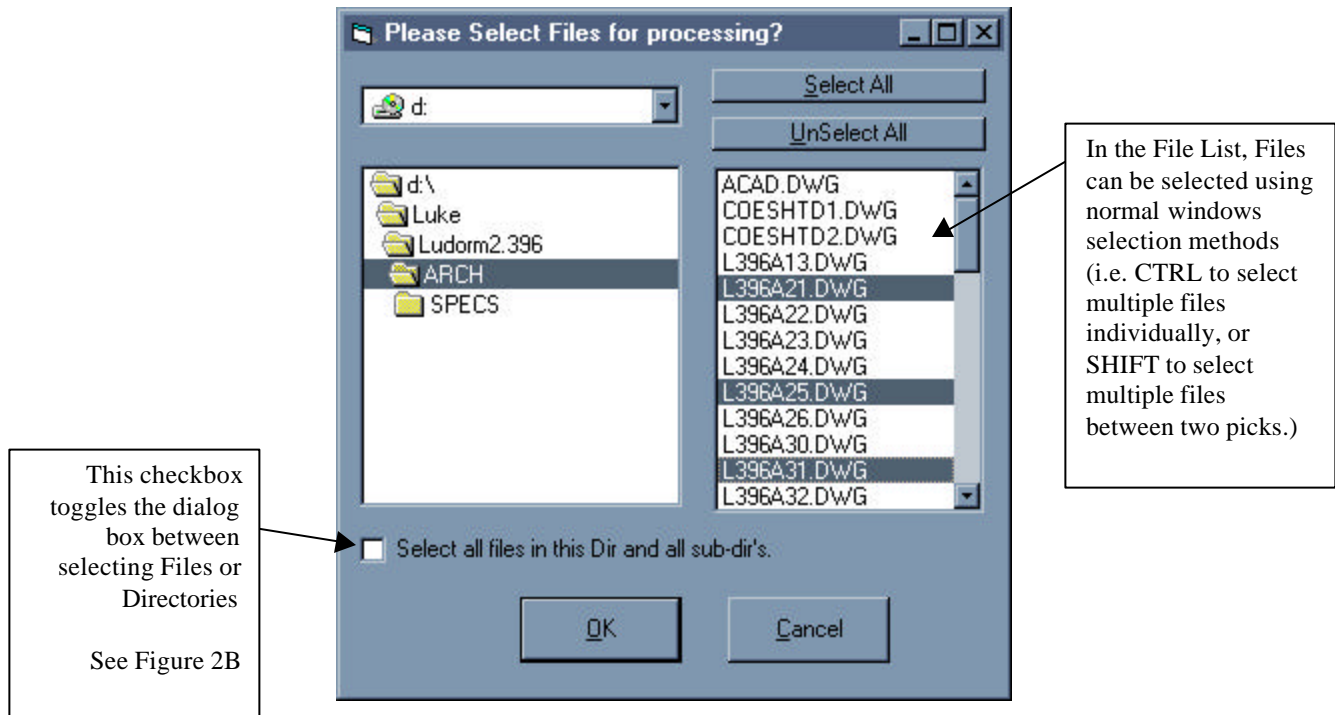 Please Select Files for processing?
d:
Select All
UnSelect All
d:\
Luke
Ludorm2.396
ARCH
SPECS
ACAD.DWG
COESHTD1.DWG
COESHTD2.DWG
L396A13.DWG
L396A21.DWG
L396A22.DWG
L396A23.DWG
L396A24.DWG
L396A25.DWG
L396A26.DWG
L396A30.DWG
L396A31.DWG
L396A32.DWG
Select all files in this Dir and all sub-dir's.
OK
Cancel
In the File List, Files
can be selected using
normal windows
selection methods
(i.e. CTRL to select
multiple files
individually, or
SHIFT to select
multiple files
between two picks.)
This checkbox
toggles the dialog
box between
selecting Files or
Directories
See Figure 2B